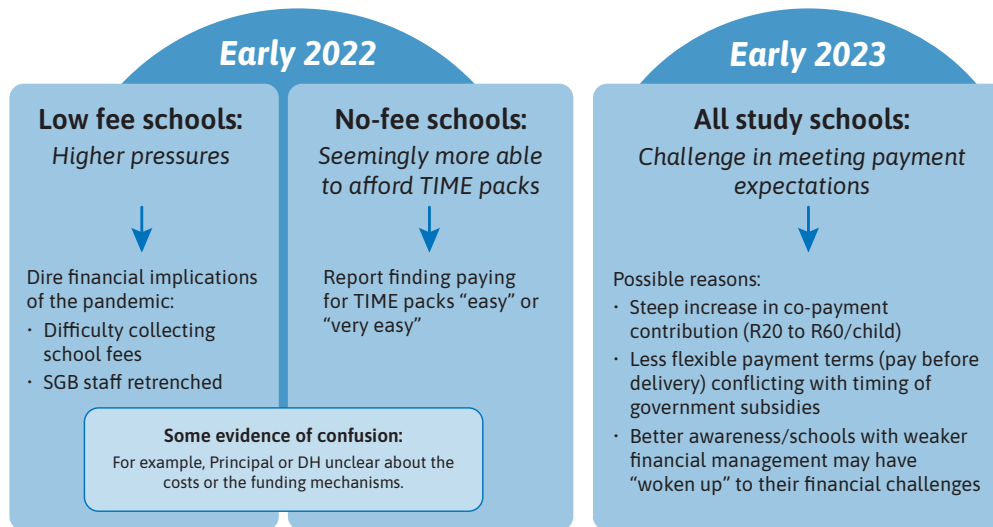 Early 2022
Low fee schools:
Higher pressures
Dire financial implications
of the pandemic:
· Difficulty collecting
school fees
· SGB staff retrenched
No-fee schools:
Seemingly more able
to afford TIME packs
Report finding paying
for TIME packs “easy” or
“very easy”
Some evidence of confusion:
For example, Principal or DH unclear about the
costs or the funding mechanisms.
Early 2023
All study schools:
Challenge in meeting payment
expectations
Possible reasons:
· Steep increase in co-payment
contribution (R20 to R60/child)
· Less flexible payment terms (pay before
delivery) conflicting with timing of
government subsidies
· Better awareness/schools with weaker
financial management may have
“woken up” to their financial challenges